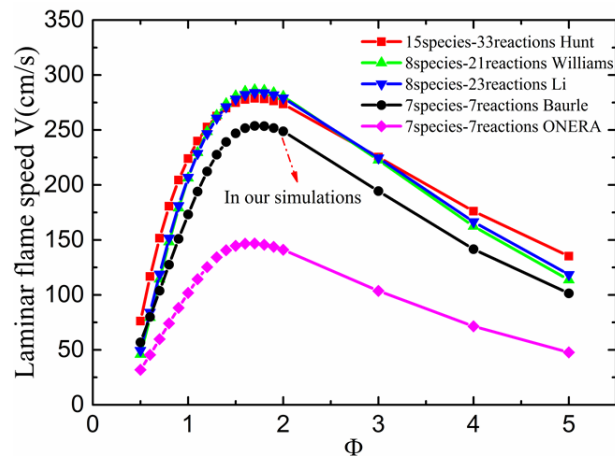 350
300
250
200
150
100
50
0
Laminar flame speed V(cm/s)
15species-33reactions Hunt
8species-21reactions Williams
8species-23reactions Li
7species-7reactions Baurle
7species-7reactions ONERA
In our simulations
0 1 2 3 4 5
Φ